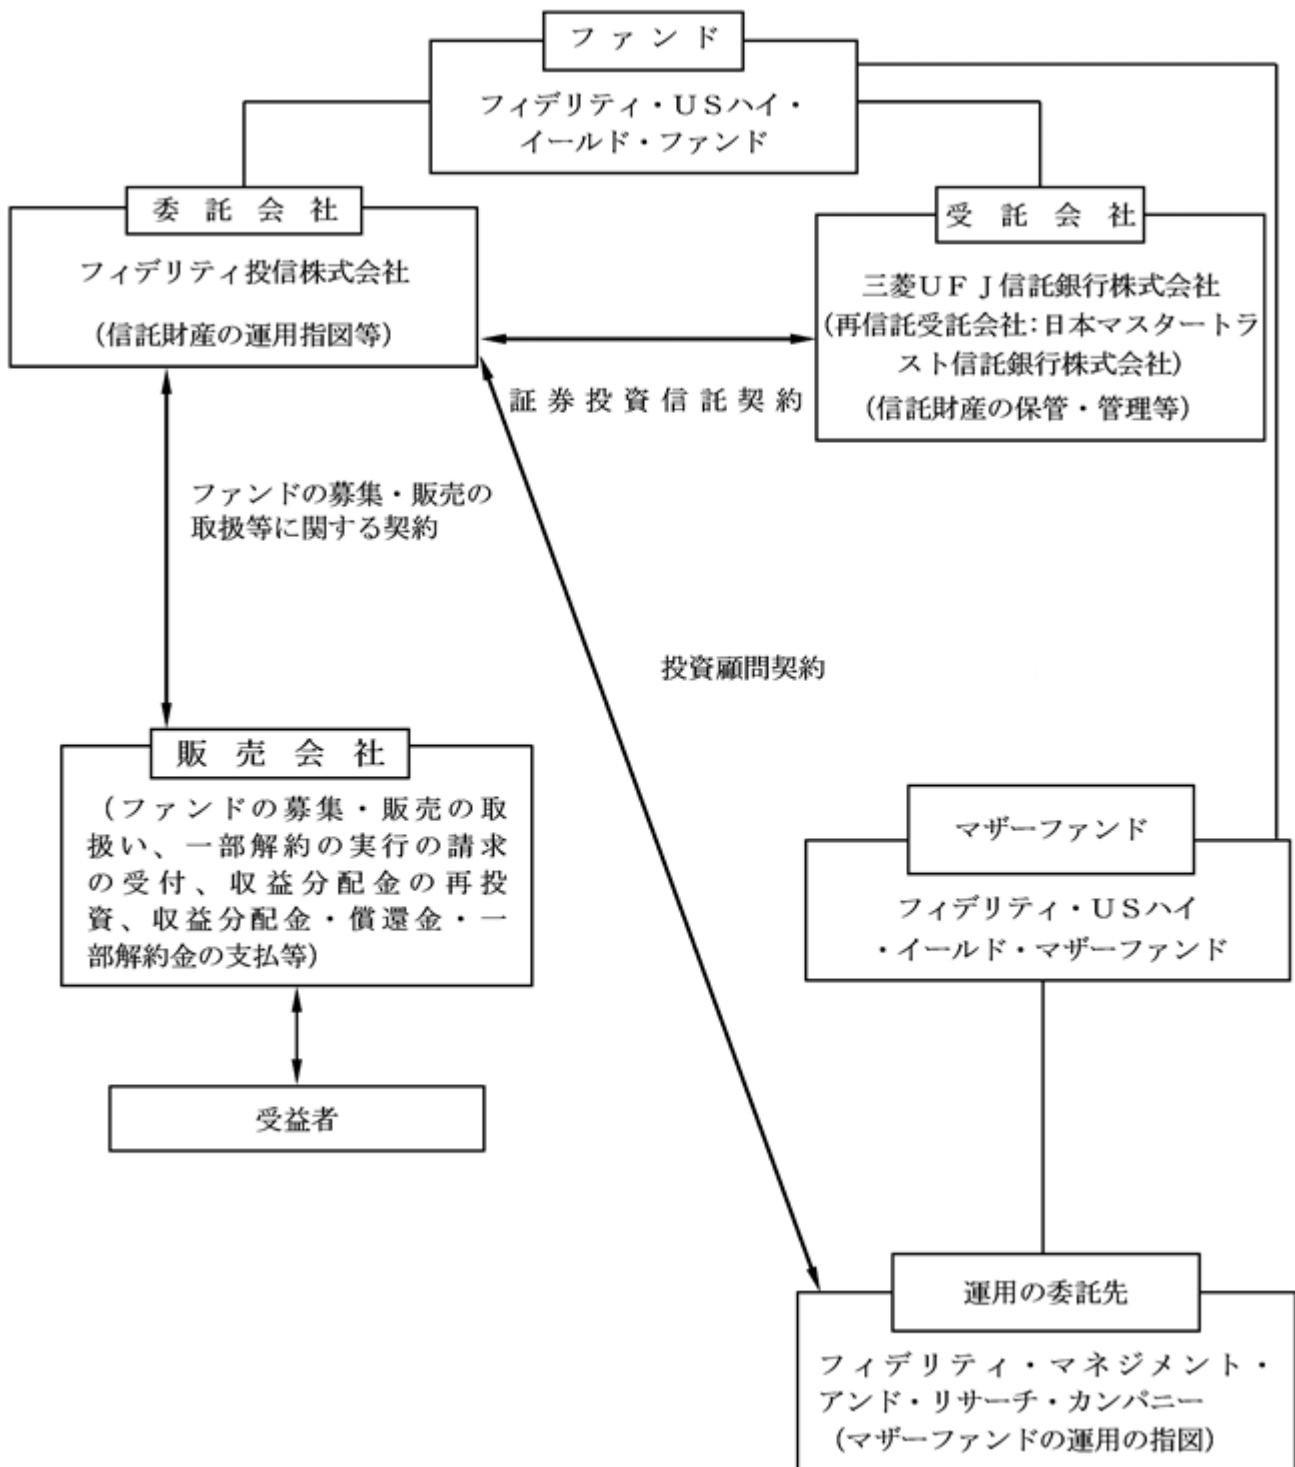 ファンド
フィデリティ・ＵＳハイ・
イールド・ファンド
委託会社
フィデリティ投信株式会社
（信託財産の運用指図等）
受託会社
三菱ＵＦＪ信託銀行株式会社
（再信託受託会社：日本マスタートラ
スト信託銀行株式会社）
（信託財産の保管・管理等）
証券投資信託契約
ファンドの募集・販売の
取扱等に関する契約
投資顧問契約
販売会社
（ファンドの募集・販売の取
扱い、一部解約の実行の請求
の受付、収益分配金の再投
資、収益分配金・償還金・一
部解約金の支払等）
受益者
マザーファンド
フィデリティ・ＵＳハイ
・イールド・マザーファンド
運用の委託先
フィデリティ・マネジメント・
アンド・リサーチ・カンパニー
（マザーファンドの運用の指図）